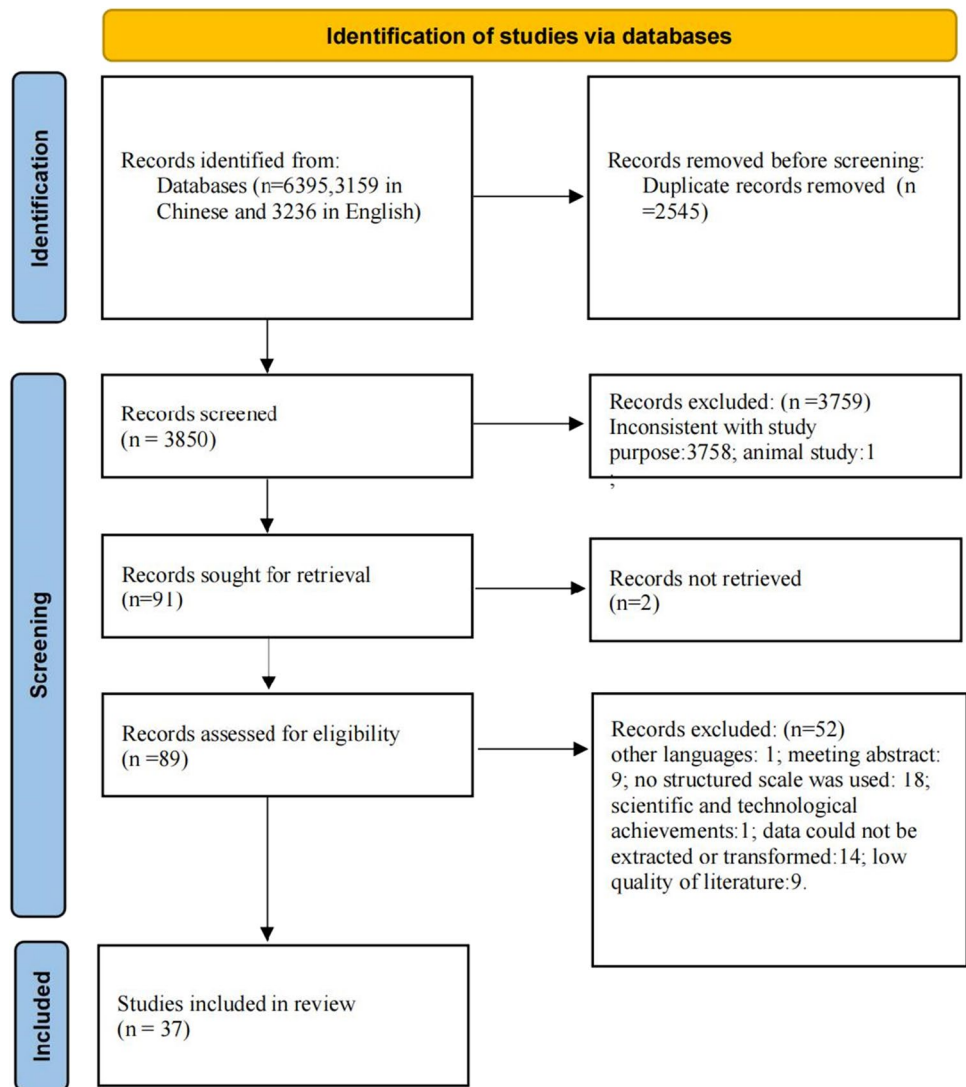 Identification of studies via databases
Identification
Records identified from:
Databases (n=6395,3159 in
Chinese and 3236 in English)
Records removed before screening:
Duplicate records removed  (n
=2545)
Screening
Records screened
(n = 3850)
Records excluded: (n =3759)
Inconsistent with study
purpose:3758; animal study:1
;
Records sought for retrieval
(n=91)
Records not retrieved
(n=2)
Records assessed for eligibility
(n =89)
Records excluded: (n=52)
other languages: 1; meeting abstract:
9; no structured scale was used: 18;
scientific and technological
achievements:1; data could not be
extracted or transformed:14; low
quality of literature:9.
Included
Studies included in review
(n = 37)